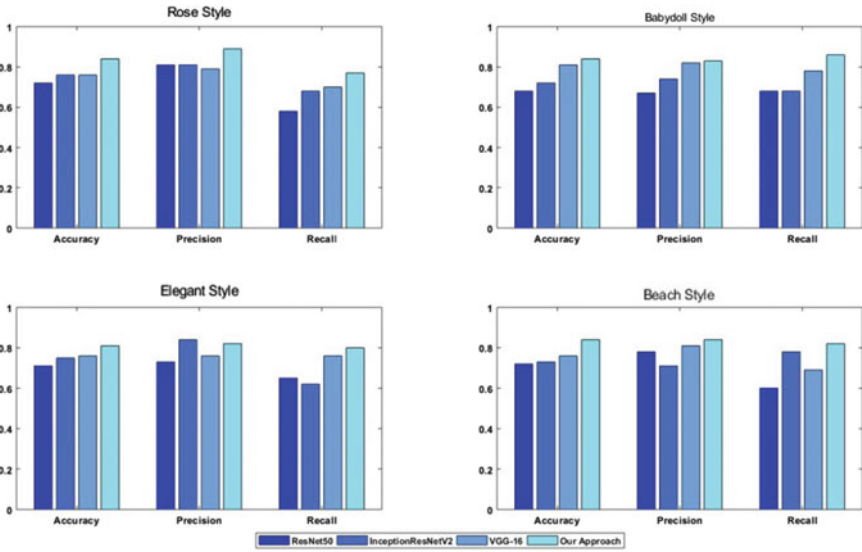 Rose Style
1
0.8
0.6
0.4
0.2
0
Accuracy Precision Recall
Babydoll Style
1
0.8
0.6
0.4
0.2
0
Accuracy Precision Recall
Elegant Style
1
0.8
0.6
0.4
0.2
0
Accuracy Precision Recall
Beach Style
1
0.8
0.6
0.4
0.2
0
Accuracy Precision Recall
ResNet50 InceptionResNetV2 VGG-16 Our Approach